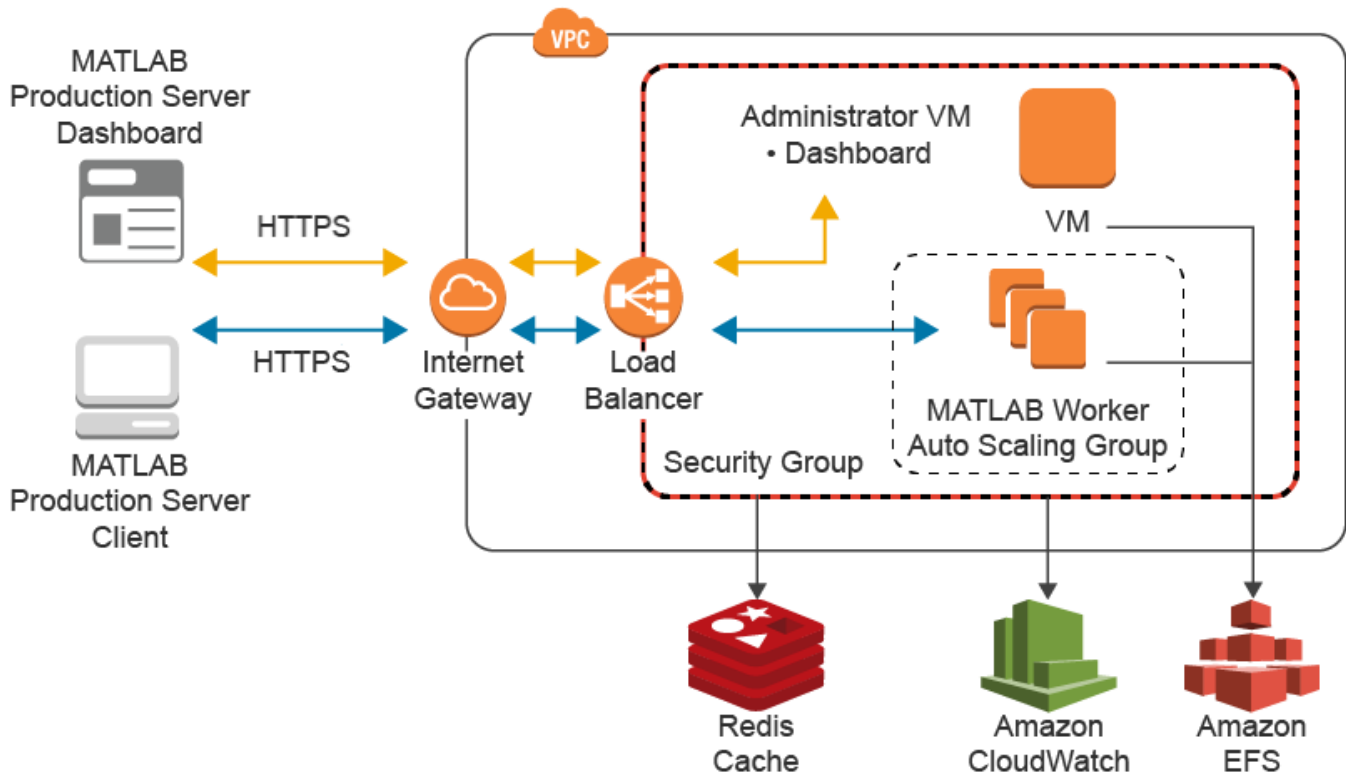 VPC
MATLAB
Production Server
Dashboard
Administrator VM
• Dashboard
VM
HTTPS
HTTPS
Internet
Gateway
Load
Balancer
MATLAB Worker
Auto Scaling Group
Security Group
MATLAB
Production Server
Client
Redis
Cache
Amazon
CloudWatch
Amazon
EFS